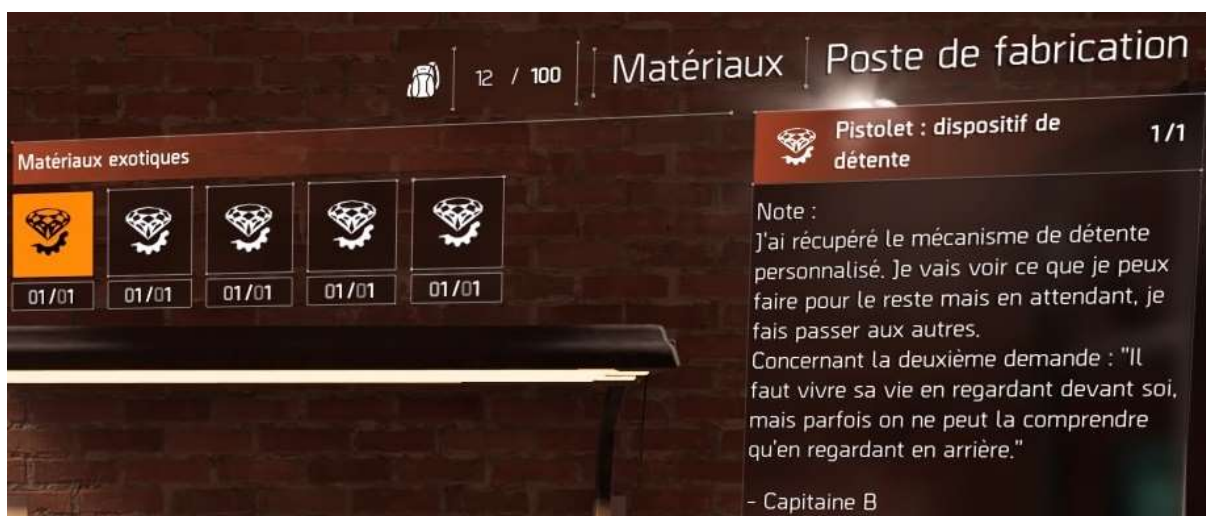 12 / 100 Matériaux Poste de fabrication
Matériaux exotiques
01/01 01/01 01/01 01/01 01/01
Pistolet : dispositif de 1/1
détente
Note :
J'ai récupéré le mécanisme de détente
personnalisé. Je vais voir ce que je peux
faire pour le reste mais en attendant, je
fais passer aux autres.
Concernant la deuxième demande : "Il
faut vivre sa vie en regardant devant soi,
mais parfois on ne peut la comprendre
qu'en regardant en arrière."
- Capitaine B